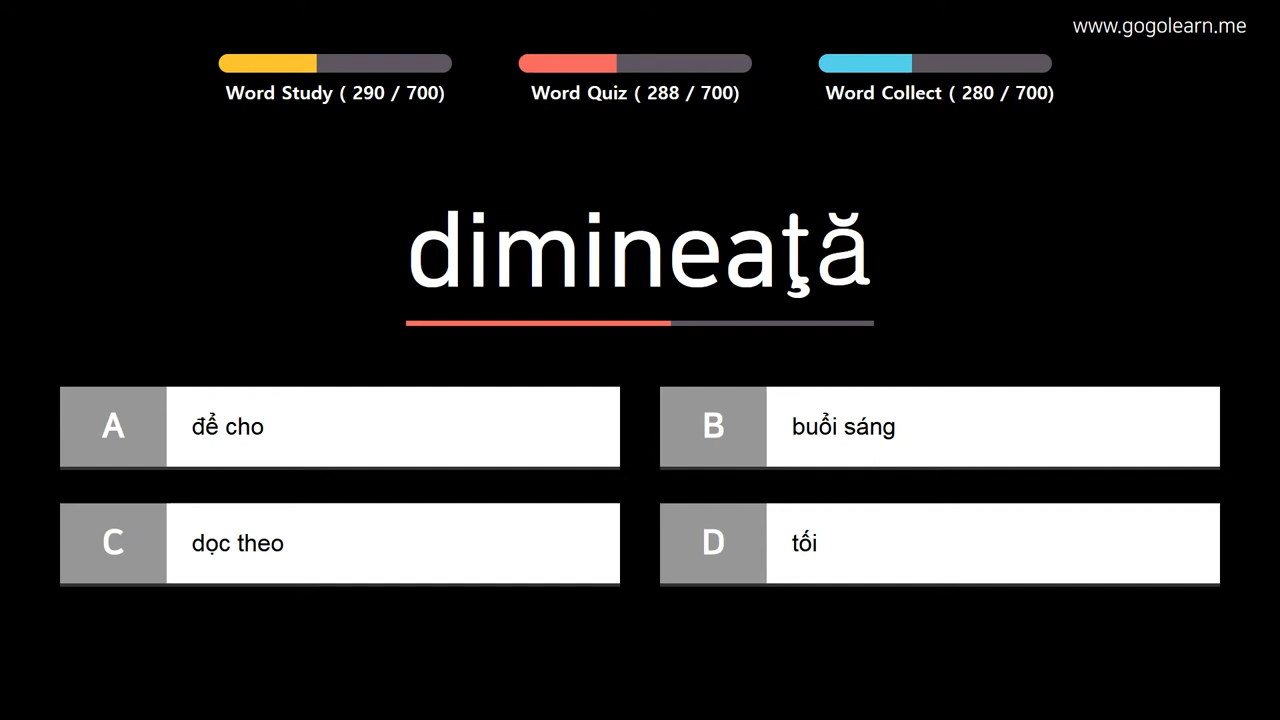 www.gogolearn.me
Word Study ( 290 / 700)
Word Quiz ( 288 / 700)
Word Collect ( 280 / 700)
dimineaţă
A để cho
B buổi sáng
C dọc theo
D tối